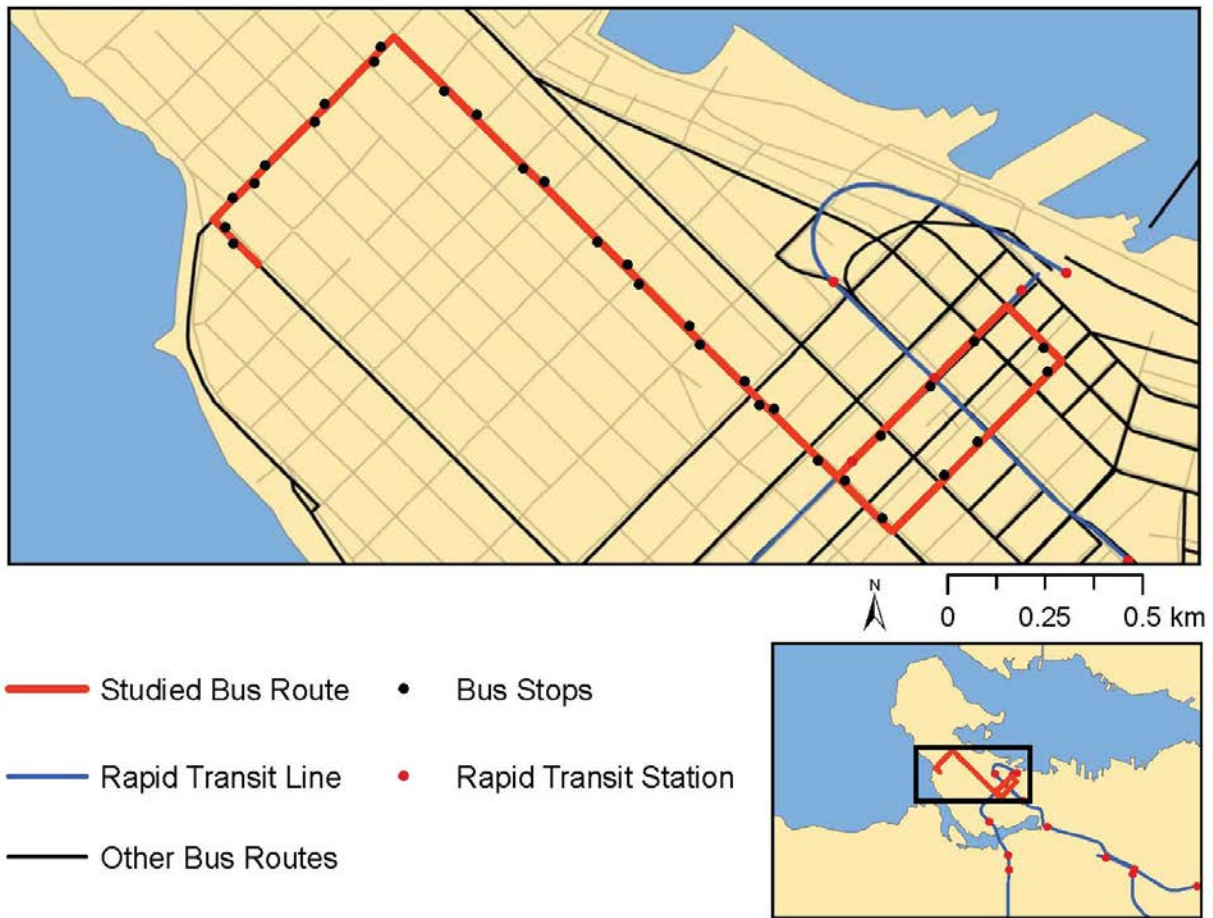 N
0 0.25 0.5 km
Studied Bus Route
Bus Stops
Rapid Transit Line
Rapid Transit Station
Other Bus Routes